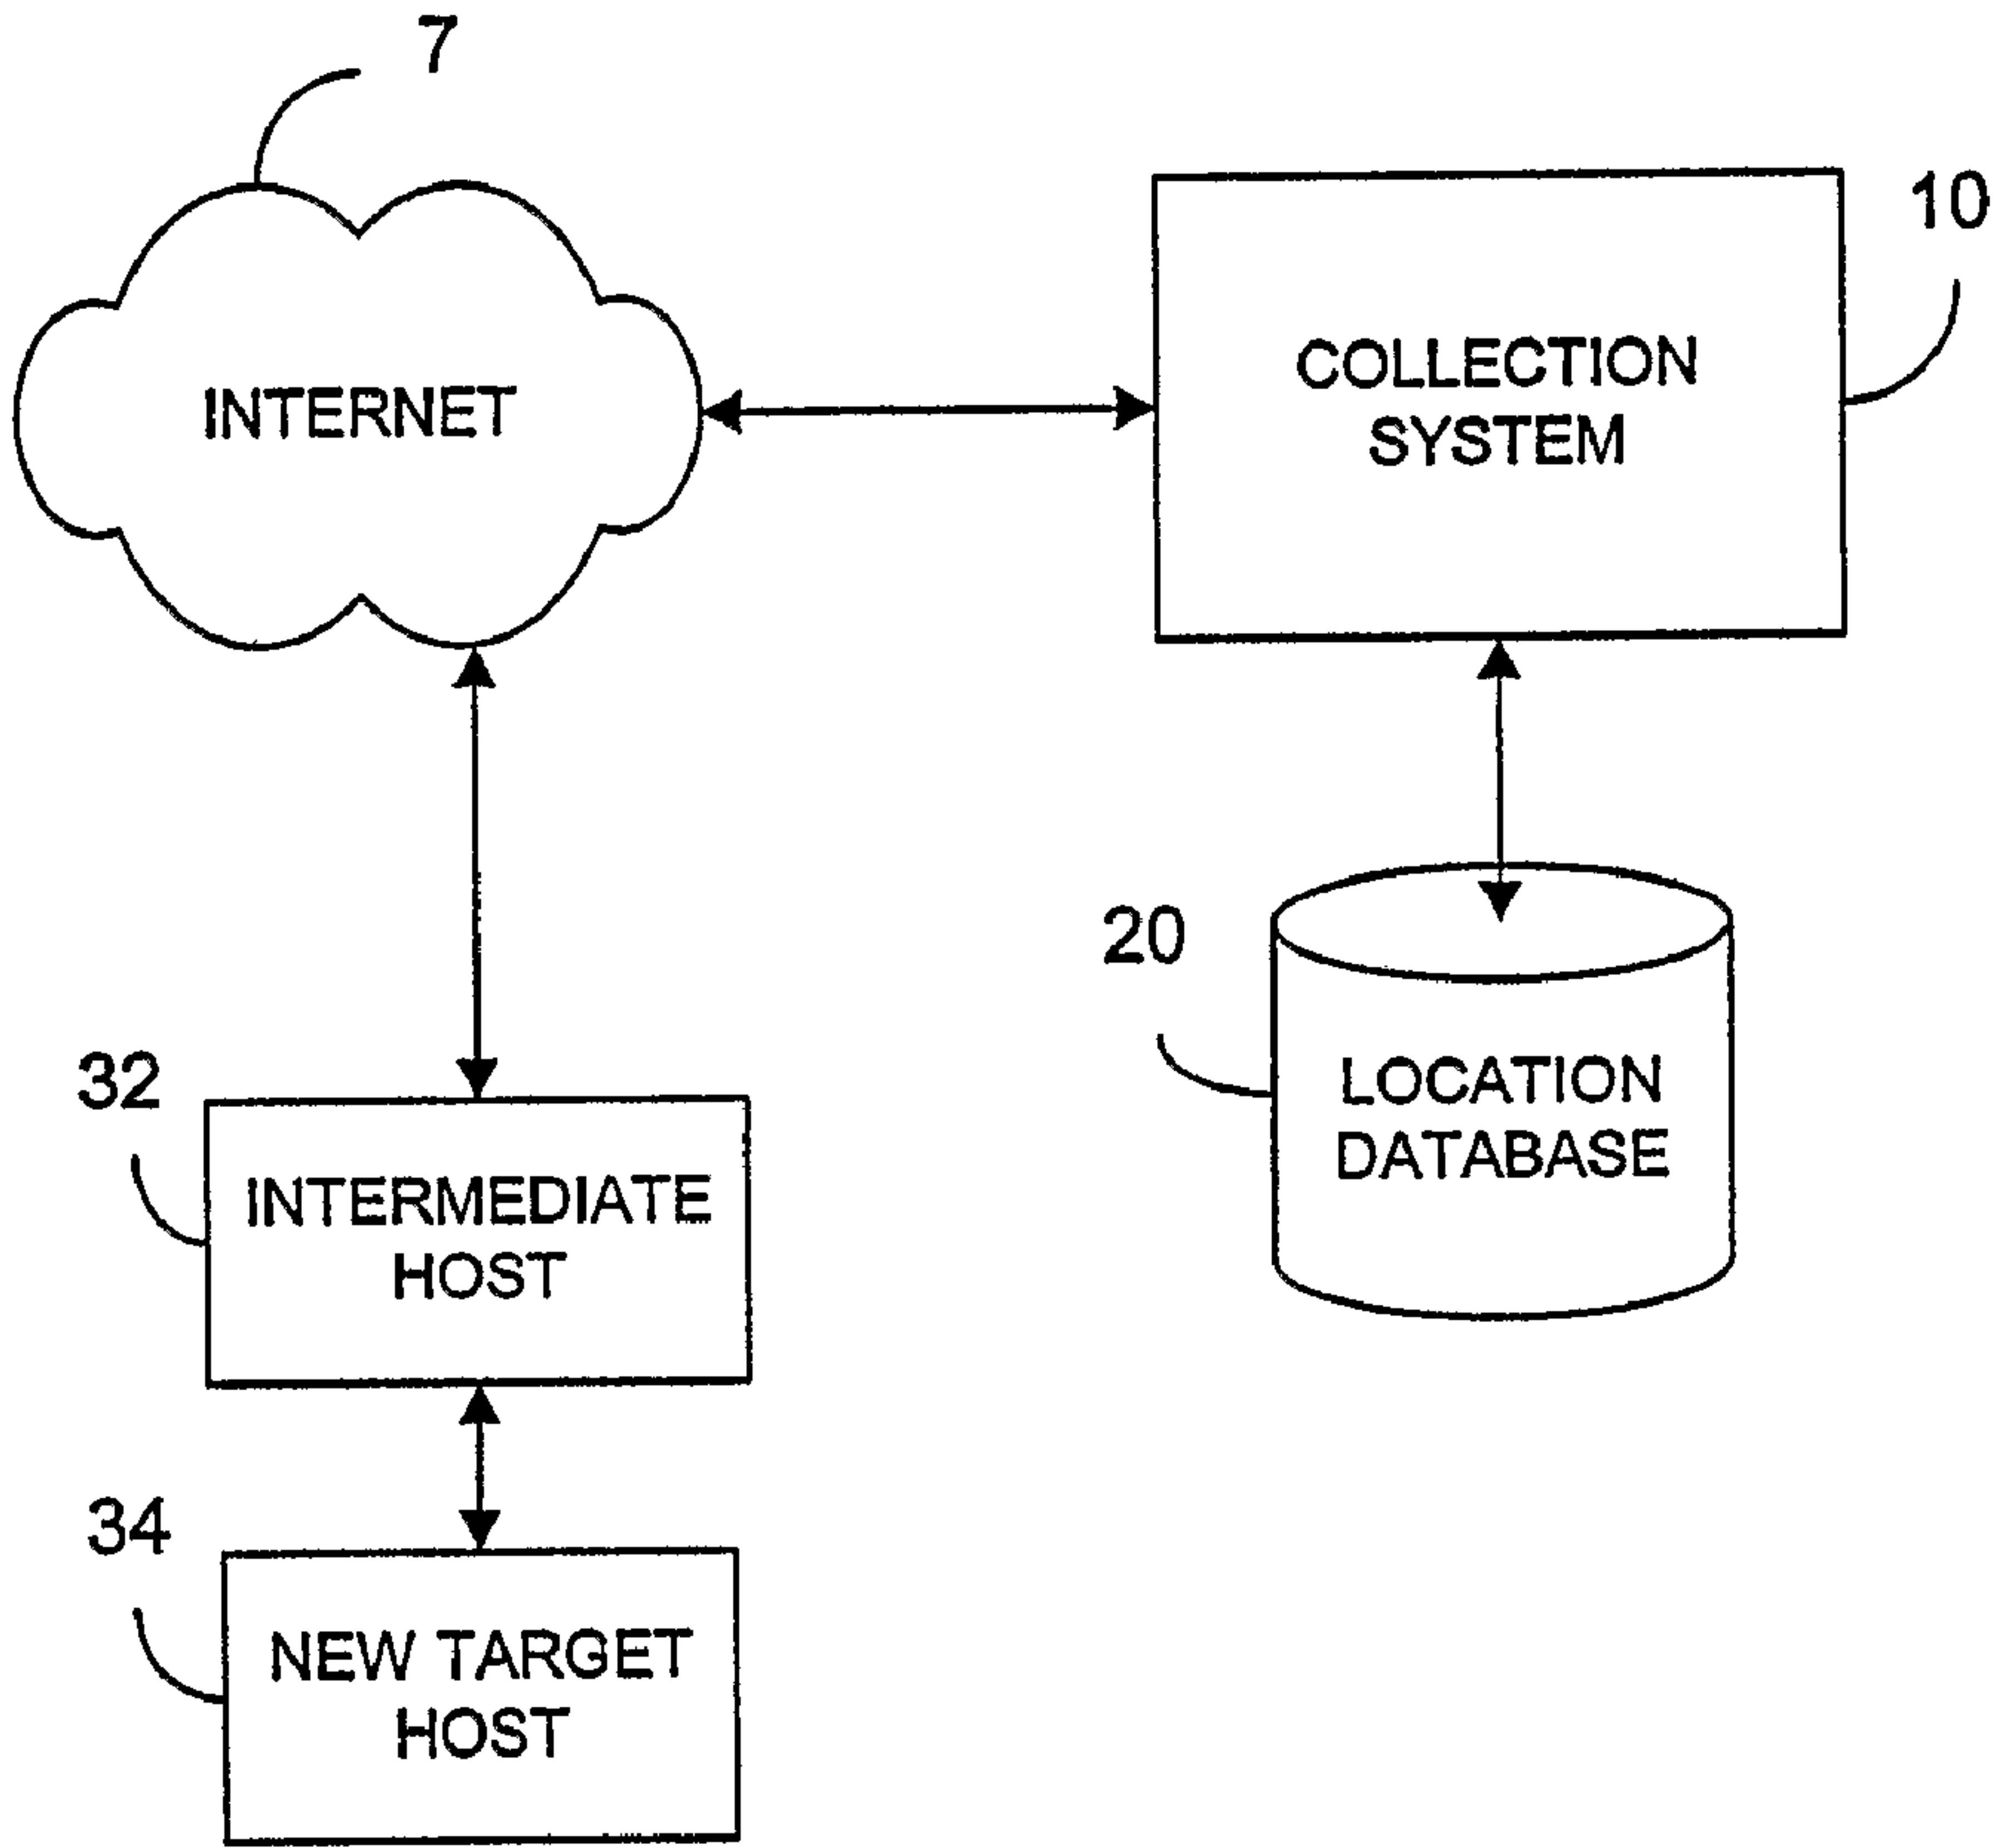 7
10
INTERNET
COLLECTION
SYSTEM
20
LOCATION
DATABASE
32
INTERMEDIATE
HOST
34
NEW TARGET
HOST